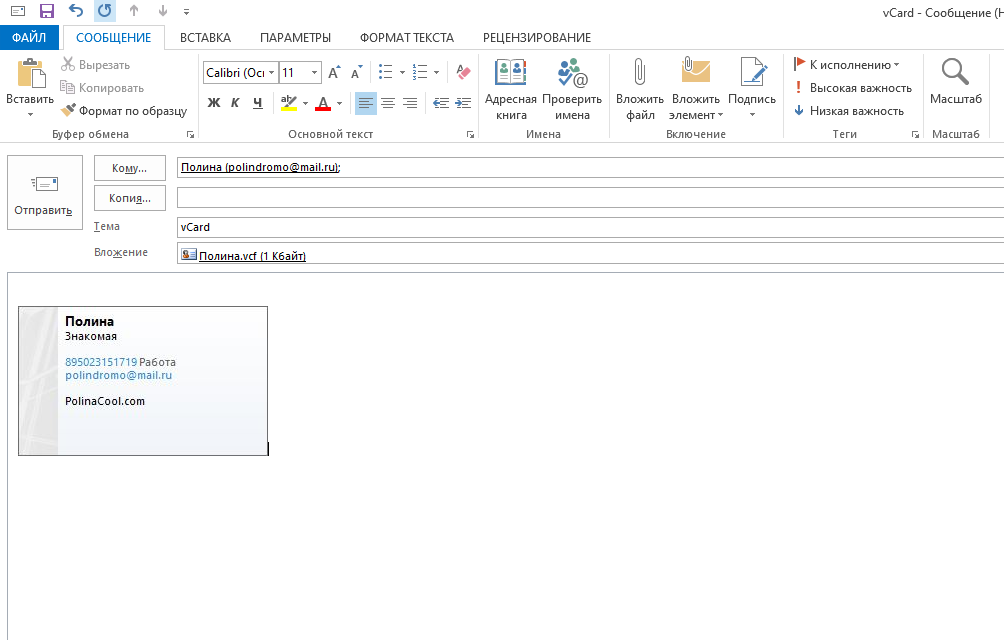 vCard - Сообщение (H
ФАЙЛ СООБЩЕНИЕ ВСТАВКА ПАРАМЕТРЫ ФОРМАТ ТЕКСТА РЕЦЕНЗИРОВАНИЕ
Вставить
Вырезать
Копировать
Формат по образцу
Буфер обмена
Calibri (Ос 11
Ж К Ч ab A
Основной текст
Адресная книга
Проверить имена
Имена
Вложить файл
Вложить элемент
Подпись
Включение
К исполнению
Высокая важность
Низкая важность
Теги
Масштаб
Масштаб
Отправить
Кому... Полина (polindromo@mail.ru);
Копия...
Тема vCard
Вложение Полина.vcf (1 Кбайт)
Полина
Знакомая
895023151719 Работа
polindromo@mail.ru
PolinaCool.com